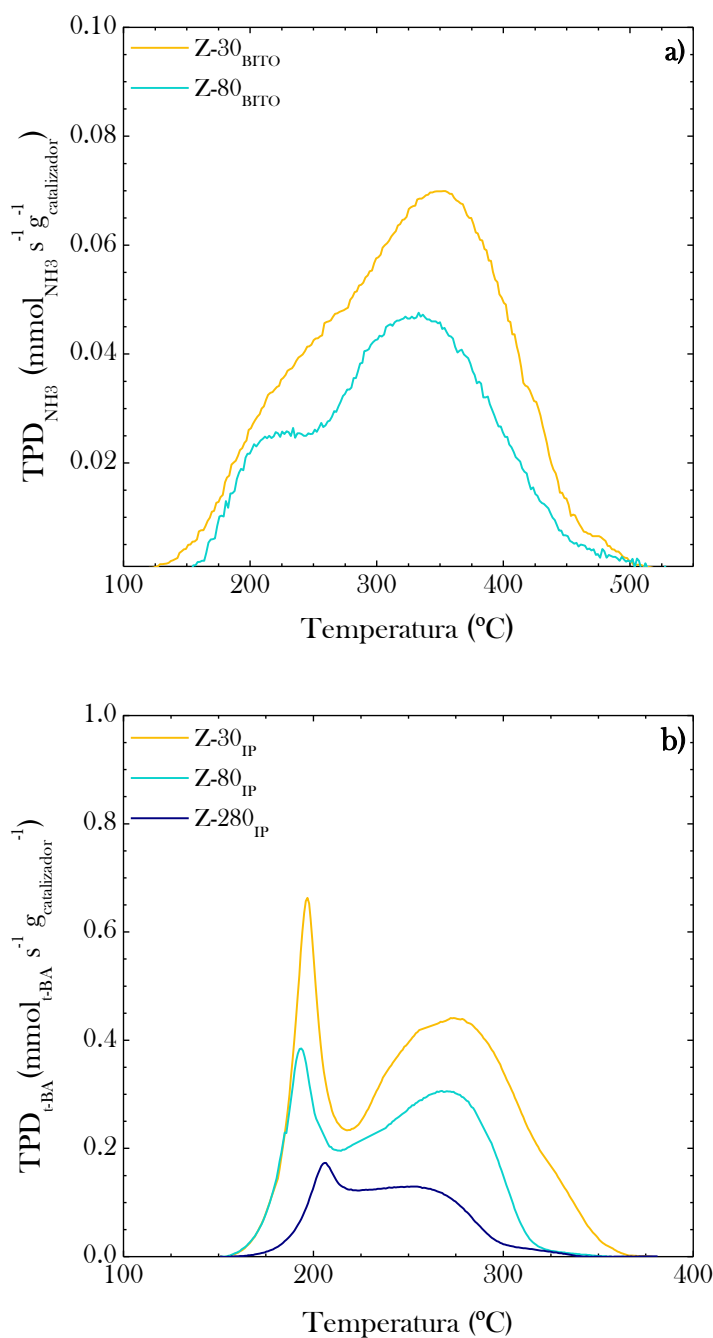 0.10
a)
Z-30BITO
Z-80BITO
0.08
0.06
0.04
0.02
TPDNH3 (mmolNH3 s-1 gcatalizador-1)
100 200 300 400 500
Temperatura (ºC)
1.0
b)
Z-30IP
Z-80IP
Z-280IP
0.8
0.6
0.4
0.2
0.0
TPDt-BA (mmolt-BA s-1 gcatalizador-1)
100 200 300 400
Temperatura (ºC)